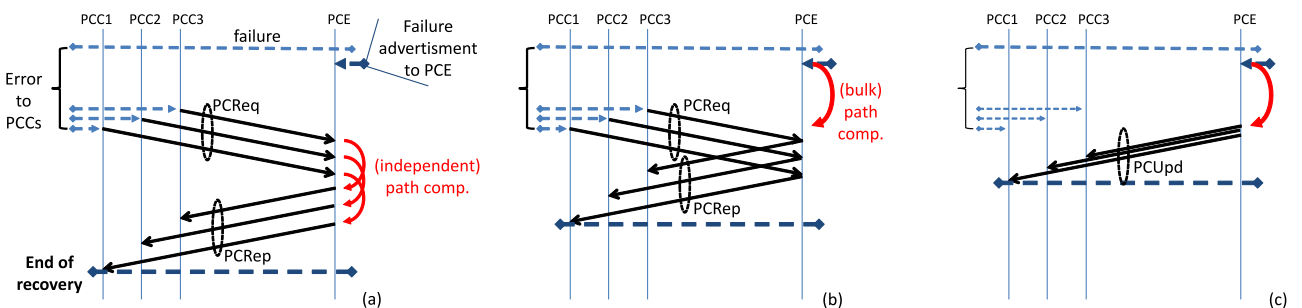 PCC1 PCC2 PCC3 PCE
failure
Failure
advertisment
to PCE
Error
to
PCCs
PCReq
(independent)
path comp.
PCRep
End of
recovery
(a)
PCC1 PCC2 PCC3 PCE
(bulk)
path
comp.
PCReq
PCRep
(b)
PCC1 PCC2 PCC3 PCE
PCUpd
(c)